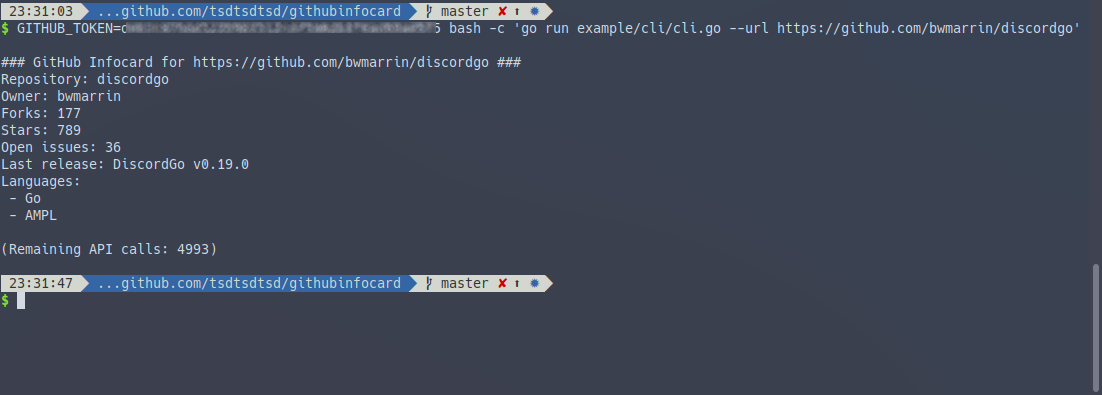 23:31:03 ...github.com/tsdtsdtsd/githubinfocard master ✘ ⬆ ✹
$ GITHUB_TOKEN= bash -c 'go run example/cli/cli.go --url https://github.com/bwmarrin/discordgo'
### GitHub Infocard for https://github.com/bwmarrin/discordgo ###
Repository: discordgo
Owner: bwmarrin
Forks: 177
Stars: 789
Open issues: 36
Last release: DiscordGo v0.19.0
Languages:
- Go
- AMPL
(Remaining API calls: 4993)
23:31:47 ...github.com/tsdtsdtsd/githubinfocard master ✘ ⬆ ✹
$